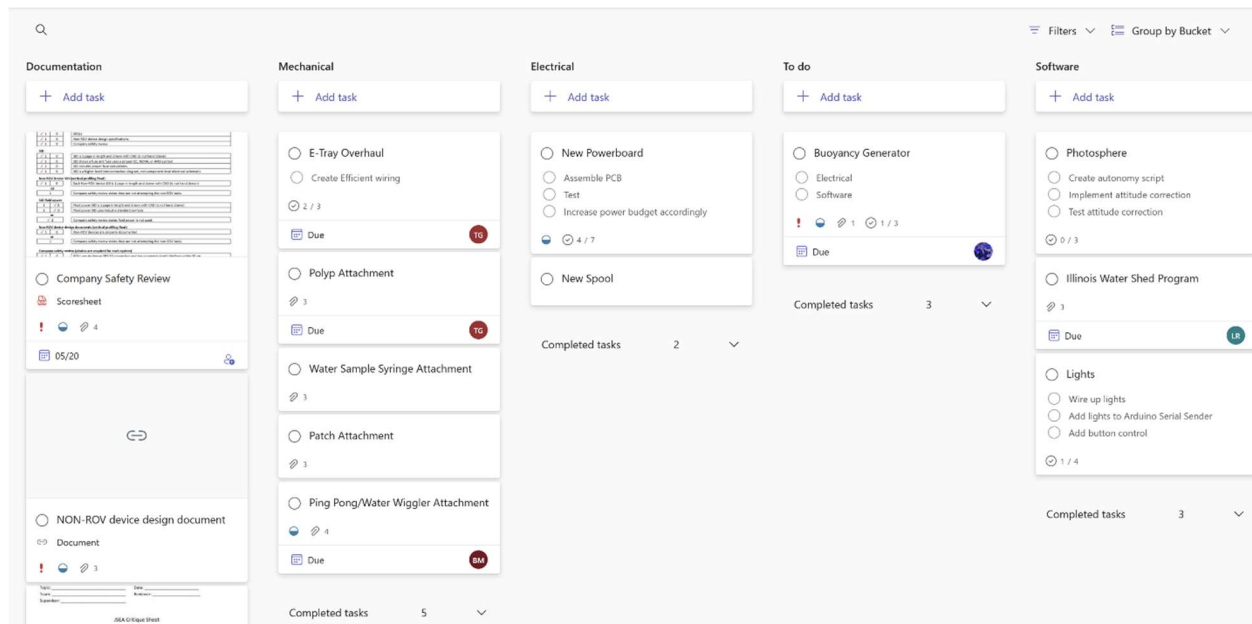 Filters
Group by Bucket
Documentation
Add task
Company Safety Review
Scoresheet
! 4
05/20
NON-ROV device design document
Document
! 3
JSEA Critique Sheet
Mechanical
Add task
E-Tray Overhaul
Create Efficient wiring
2 / 3
Due
TG
Polyp Attachment
3
Due
TG
Water Sample Syringe Attachment
3
Patch Attachment
3
Ping Pong/Water Wiggler Attachment
4
Due
BM
Completed tasks 5
Electrical
Add task
New Powerboard
Assemble PCB
Test
Increase power budget accordingly
4 / 7
New Spool
Completed tasks 2
To do
Add task
Buoyancy Generator
Electrical
Software
! 1 1 / 3
Due
Completed tasks 3
Software
Add task
Photosphere
Create autonomy script
Implement attitude correction
Test attitude correction
0 / 3
Illinois Water Shed Program
3
Due
LR
Lights
Wire up lights
Add lights to Arduino Serial Sender
Add button control
1 / 4
Completed tasks 3